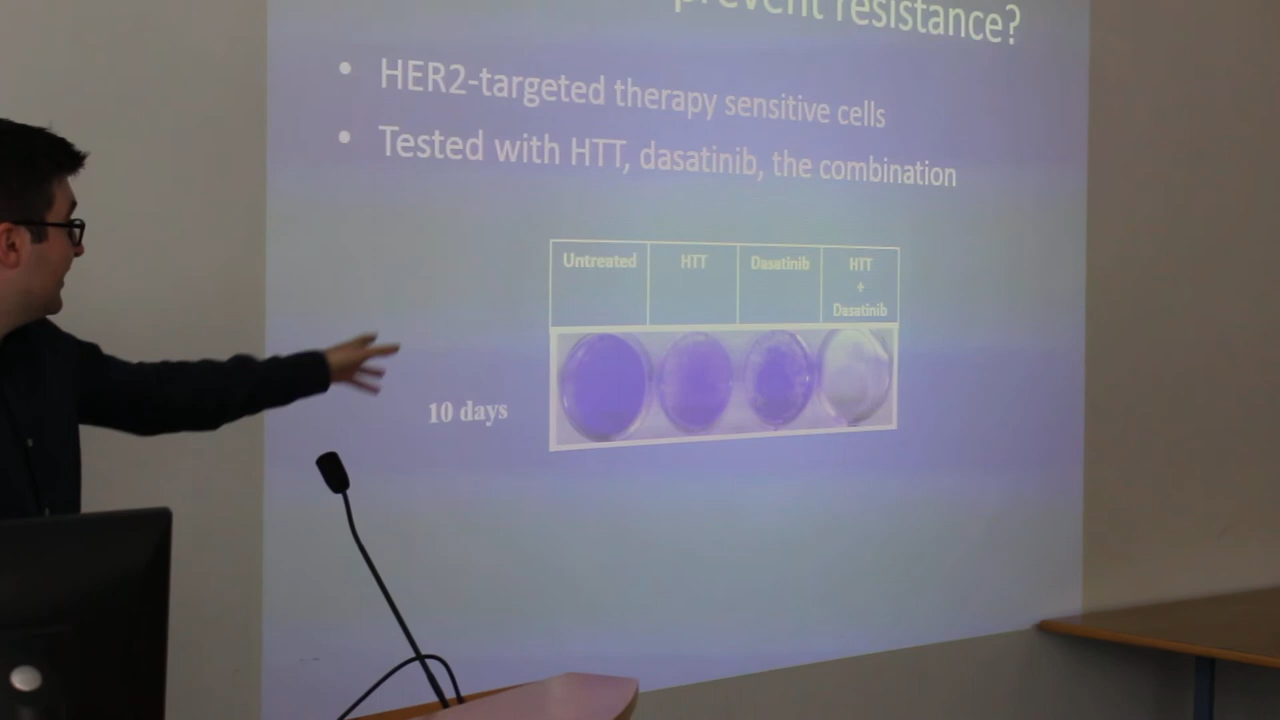 prevent resistance?
• HER2-targeted therapy sensitive cells
• Tested with HTT, dasatinib, the combination
Untreated
HTT
Dasatinib
HTT
+
Dasatinib
10 days